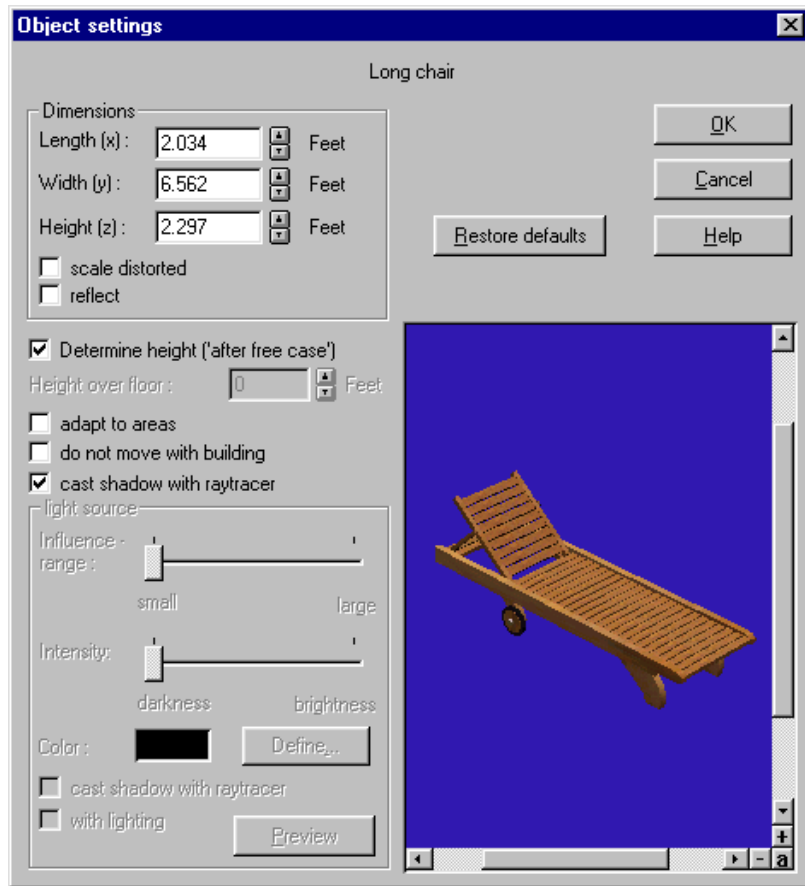 Object settings
Long chair
Dimensions
Length (x) : 2.034 Feet
Width (y) : 6.562 Feet
Height (z) : 2.297 Feet
scale distorted
reflect
OK
Cancel
Restore defaults
Help
Determine height ('after free case')
Height over floor : 0 Feet
adapt to areas
do not move with building
cast shadow with raytracer
light source
Influence -
range :
small large
Intensity:
darkness brightness
Color : Define...
cast shadow with raytracer
with lighting
Preview
+
- a